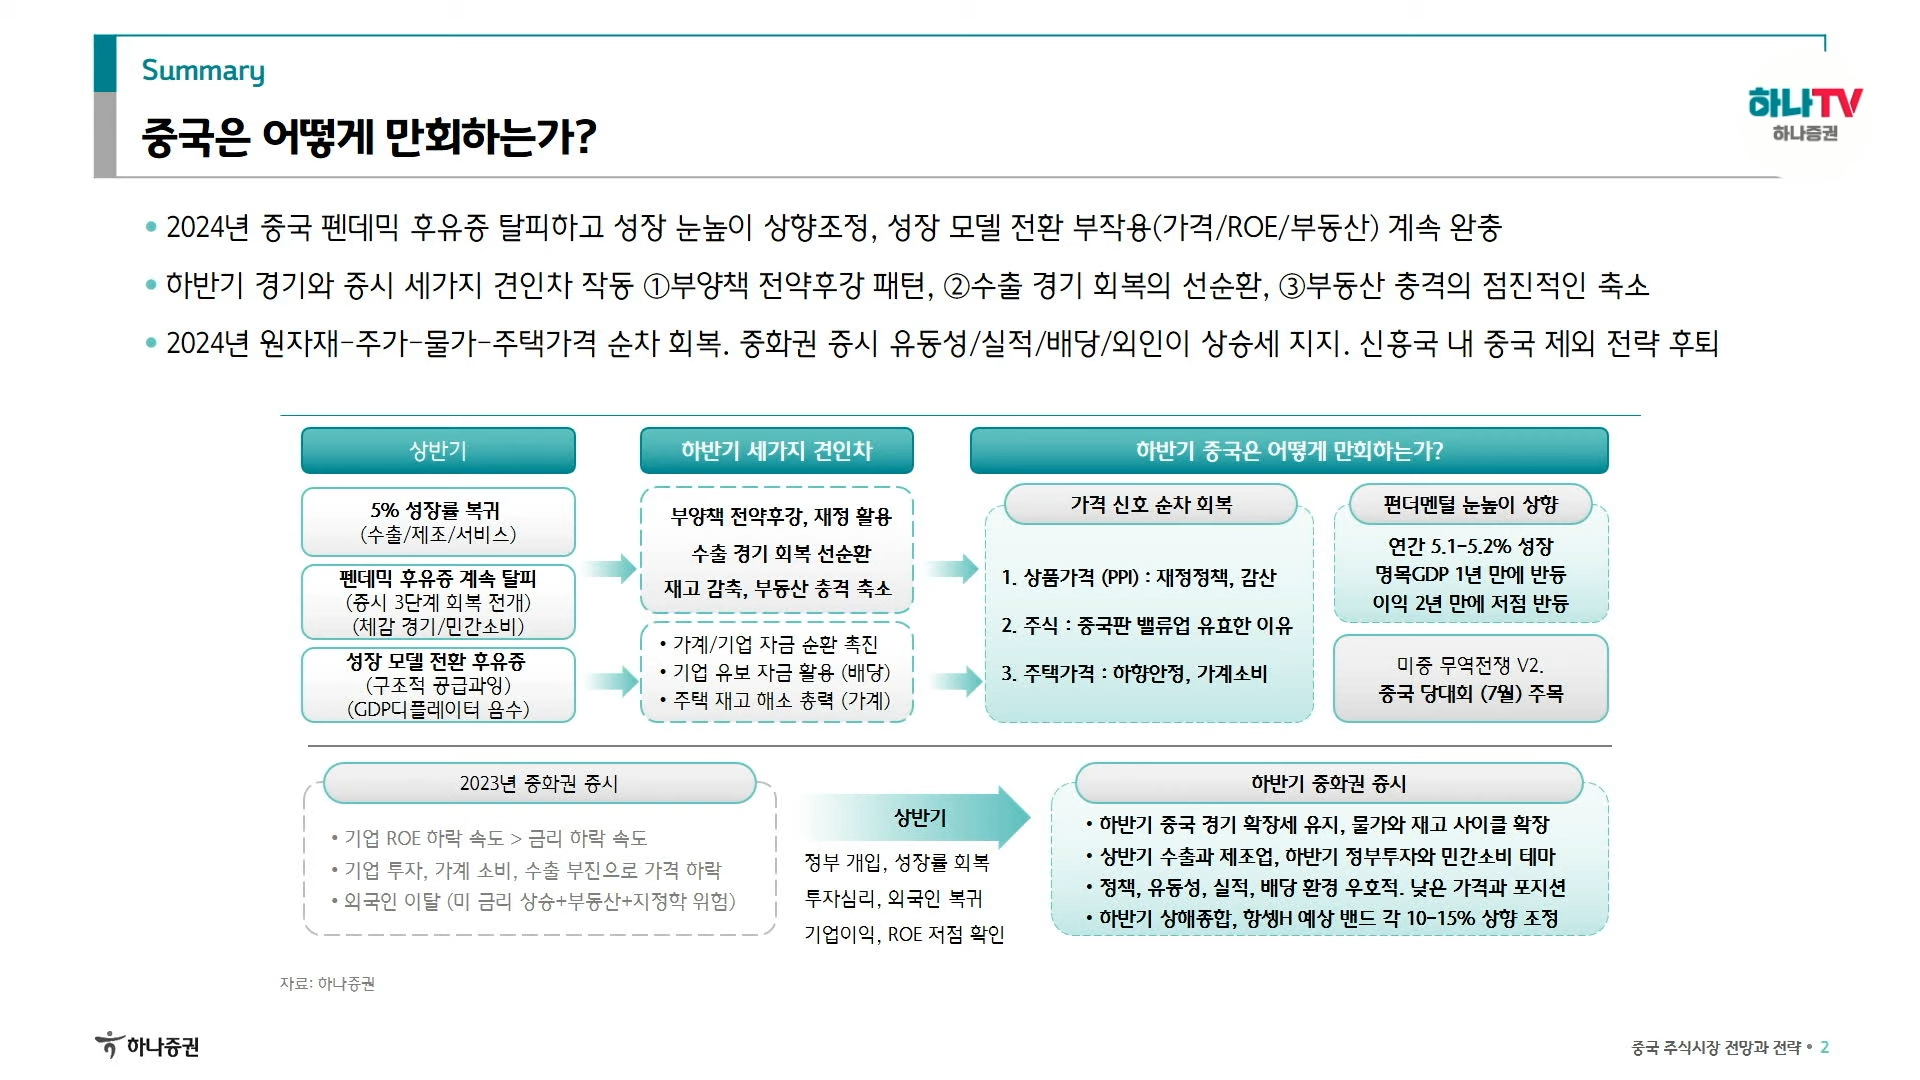 Summary
중국은 어떻게 만회하는가?
하나TV
하나증권
• 2024년 중국 펜데믹 후유증 탈피하고 성장 눈높이 상향조정, 성장 모델 전환 부작용(가격/ROE/부동산) 계속 완충
• 하반기 경기와 증시 세가지 견인차 작동 ①부양책 전약후강 패턴, ②수출 경기 회복의 선순환, ③부동산 충격의 점진적인 축소
• 2024년 원자재-주가-물가-주택가격 순차 회복. 중화권 증시 유동성/실적/배당/외인이 상승세 지지. 신흥국 내 중국 제외 전략 후퇴
상반기
5% 성장률 복귀
(수출/제조/서비스)
펜데믹 후유증 계속 탈피
(증시 3단계 회복 전개)
(체감 경기/민간소비)
성장 모델 전환 후유증
(구조적 공급과잉)
(GDP디플레이터 음수)
하반기 세가지 견인차
부양책 전약후강, 재정 활용
수출 경기 회복 선순환
재고 감축, 부동산 충격 축소
• 가계/기업 자금 순환 촉진
• 기업 유보 자금 활용 (배당)
• 주택 재고 해소 총력 (가계)
하반기 중국은 어떻게 만회하는가?
가격 신호 순차 회복
1. 상품가격 (PPI) : 재정정책, 감산
2. 주식 : 중국판 밸류업 유효한 이유
3. 주택가격 : 하향안정, 가계소비
펀더멘털 눈높이 상향
연간 5.1-5.2% 성장
명목GDP 1년 만에 반등
이익 2년 만에 저점 반등
미중 무역전쟁 V2.
중국 당대회 (7월) 주목
2023년 중화권 증시
• 기업 ROE 하락 속도 > 금리 하락 속도
• 기업 투자, 가계 소비, 수출 부진으로 가격 하락
• 외국인 이탈 (미 금리 상승+부동산+지정학 위험)
상반기
정부 개입, 성장률 회복
투자심리, 외국인 복귀
기업이익, ROE 저점 확인
하반기 중화권 증시
• 하반기 중국 경기 확장세 유지, 물가와 재고 사이클 확장
• 상반기 수출과 제조업, 하반기 정부투자와 민간소비 테마
• 정책, 유동성, 실적, 배당 환경 우호적. 낮은 가격과 포지션
• 하반기 상해종합, 항셍H 예상 밴드 각 10-15% 상향 조정
자료: 하나증권
하나증권
중국 주식시장 전망과 전략 • 2